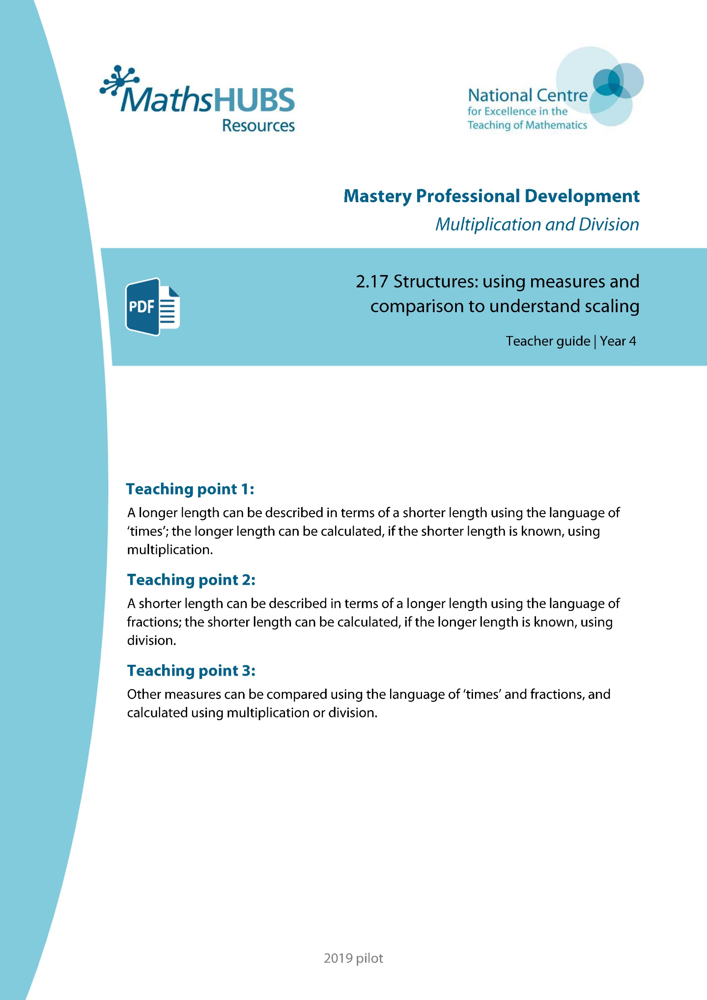 MathsHUBS
Resources
National Centre
for Excellence in the
Teaching of Mathematics
Mastery Professional Development
Multiplication and Division
PDF
2.17 Structures: using measures and
comparison to understand scaling
Teacher guide | Year 4
Teaching point 1:
A longer length can be described in terms of a shorter length using the language of
‘times’; the longer length can be calculated, if the shorter length is known, using
multiplication.
Teaching point 2:
A shorter length can be described in terms of a longer length using the language of
fractions; the shorter length can be calculated, if the longer length is known, using
division.
Teaching point 3:
Other measures can be compared using the language of ‘times’ and fractions, and
calculated using multiplication or division.
2019 pilot